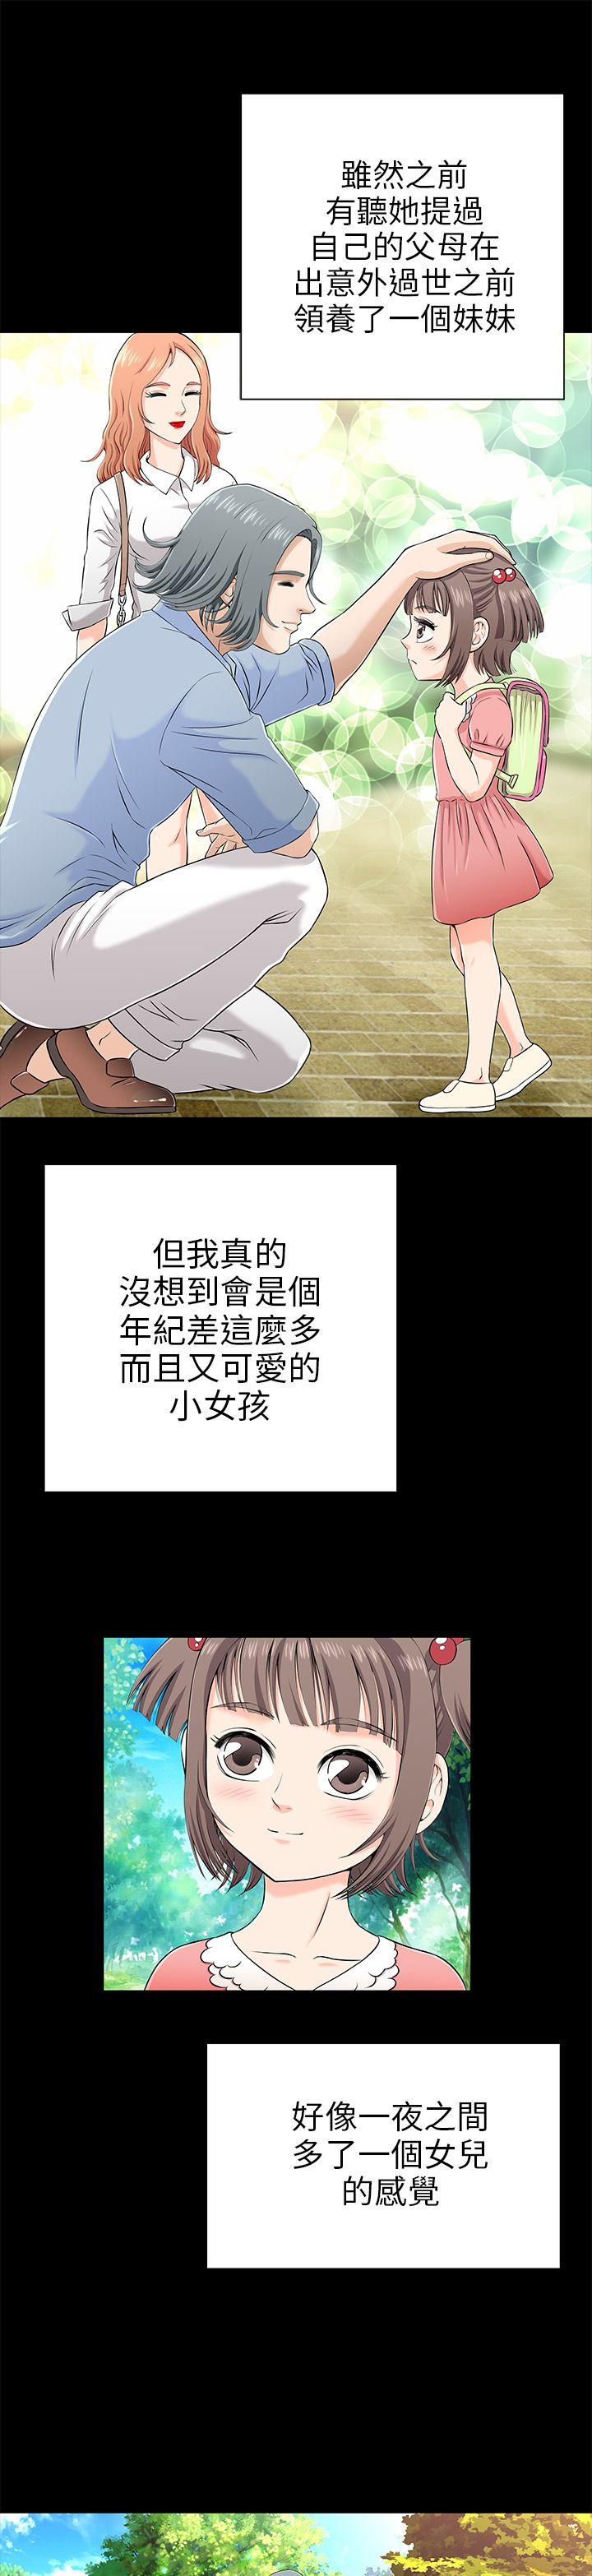 雖然之前
有聽她提過
自己的父母在
出意外過世之前
領養了一個妹妹
但我真的
沒想到會是個
年紀差這麼多
而且又可愛的
小女孩
好像一夜之間
多了一個女兒
的感覺